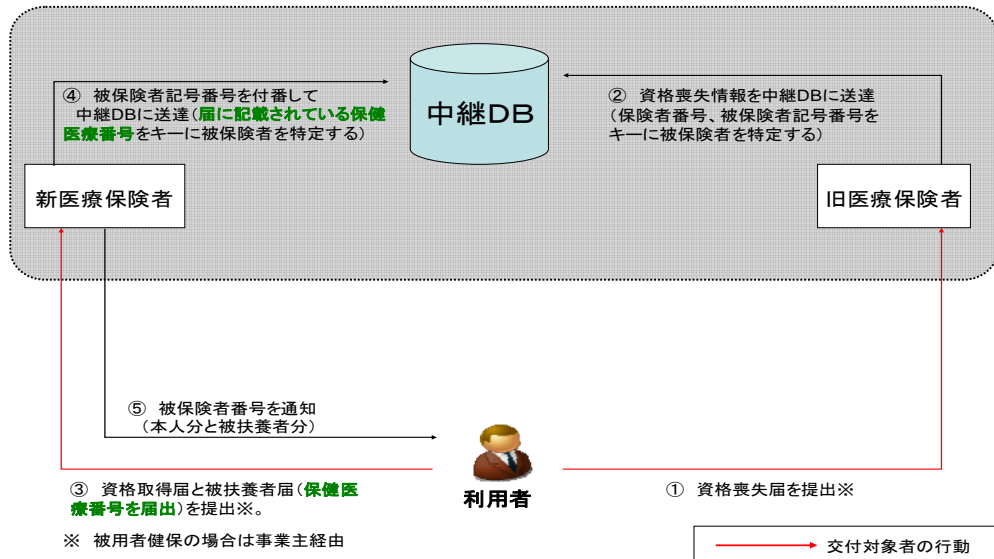 ④ 被保険者記号番号を付番して
中継DBに送達(届に記載されている保健
医療番号をキーに被保険者を特定する)
中継DB
② 資格喪失情報を中継DBに送達
(保険者番号、被保険者記号番号を
キーに被保険者を特定する)
新医療保険者
旧医療保険者
⑤ 被保険者番号を通知
(本人分と被扶養者分)
利用者
③ 資格取得届と被扶養者届(保健医
療番号を届出)を提出※。
※ 被用者健保の場合は事業主経由
① 資格喪失届を提出※
交付対象者の行動